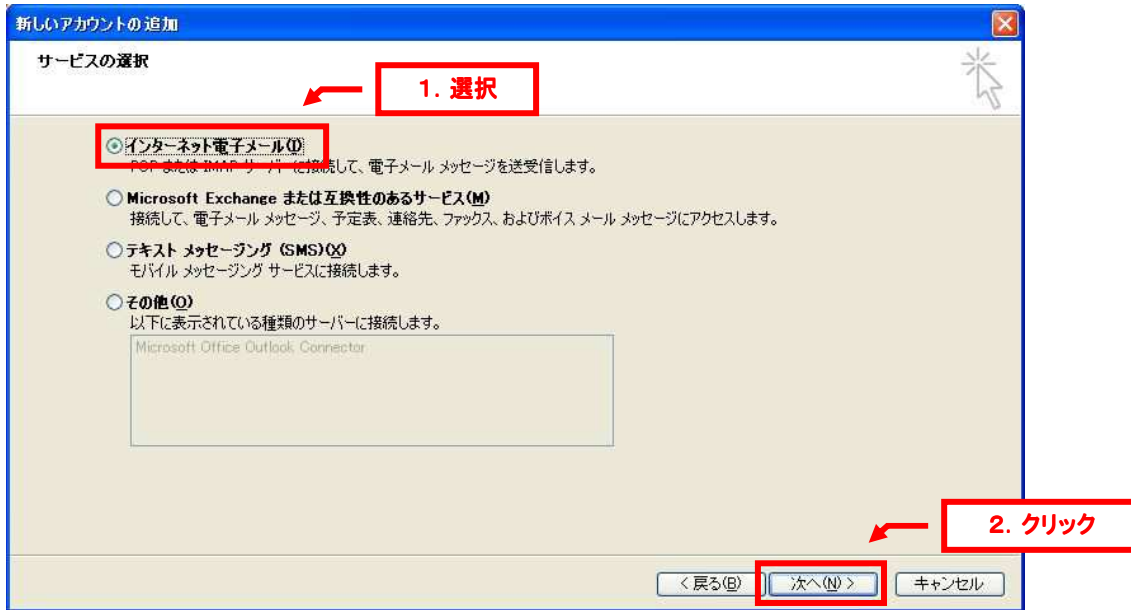 新しいアカウントの追加
サービスの選択
1. 選択
インターネット電子メール(I)
POP または IMAP サーバーに接続して、電子メール メッセージを送受信します。
Microsoft Exchange または互換性のあるサービス(M)
接続して、電子メール メッセージ、予定表、連絡先、ファックス、およびボイス メール メッセージにアクセスします。
テキスト メッセージング (SMS)(X)
モバイル メッセージング サービスに接続します。
その他(O)
以下に表示されている種類のサーバーに接続します。
Microsoft Office Outlook Connector
2. クリック
< 戻る(B) 次へ(N) > キャンセル